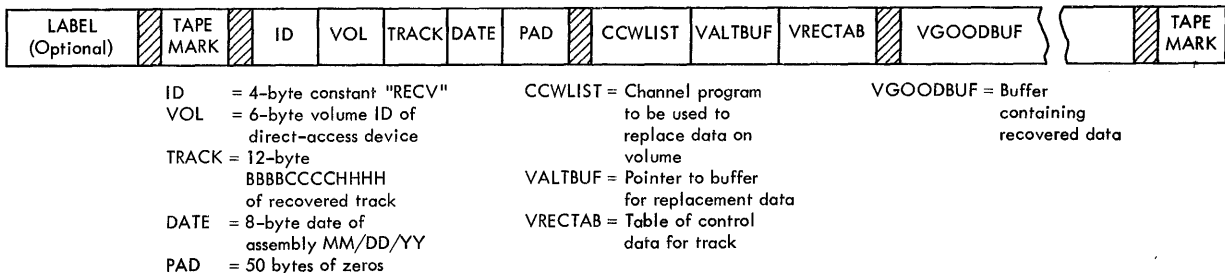 LABEL
(Optional)
TAPE
MARK
ID
VOL
TRACK
DATE
PAD
CCWLIST
VALTBUF
VRECTAB
VGOODBUF
TAPE
MARK
ID = 4-byte constant "RECV"
VOL = 6-byte volume ID of
direct-access device
TRACK = 12-byte
BBBBCCCCHHHH
of recovered track
DATE = 8-byte date of
assembly MM/DD/YY
PAD = 50 bytes of zeros
CCWLIST = Channel program
to be used to
replace data on
volume
VALTBUF = Pointer to buffer
for replacement data
VRECTAB = Table of control
data for track
VGOODBUF = Buffer
containing
recovered data